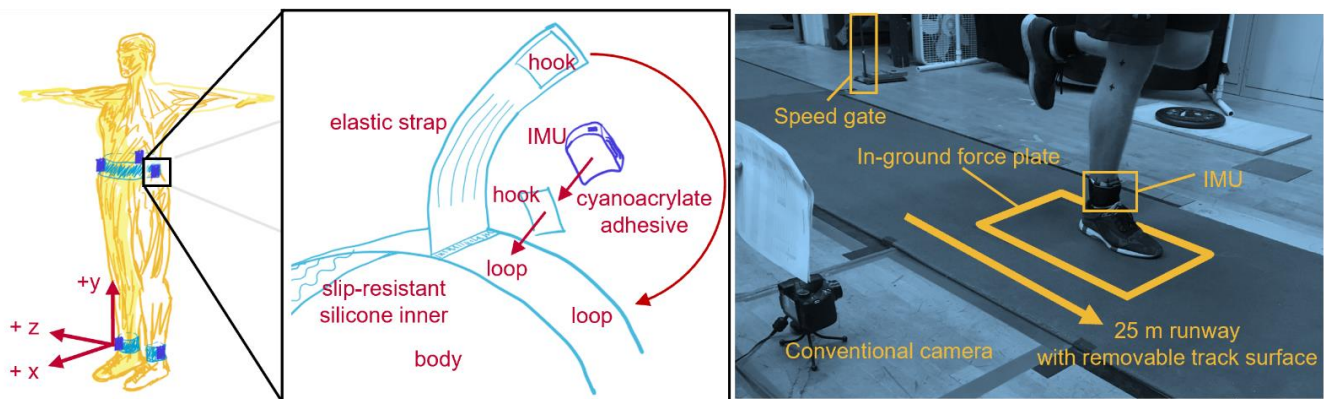 +y
+ z
+ x
hook
elastic strap
IMU
hook
cyanoacrylate
adhesive
loop
slip-resistant
silicone inner
loop
body
Speed gate
In-ground force plate
IMU
Conventional camera
25 m runway
with removable track surface